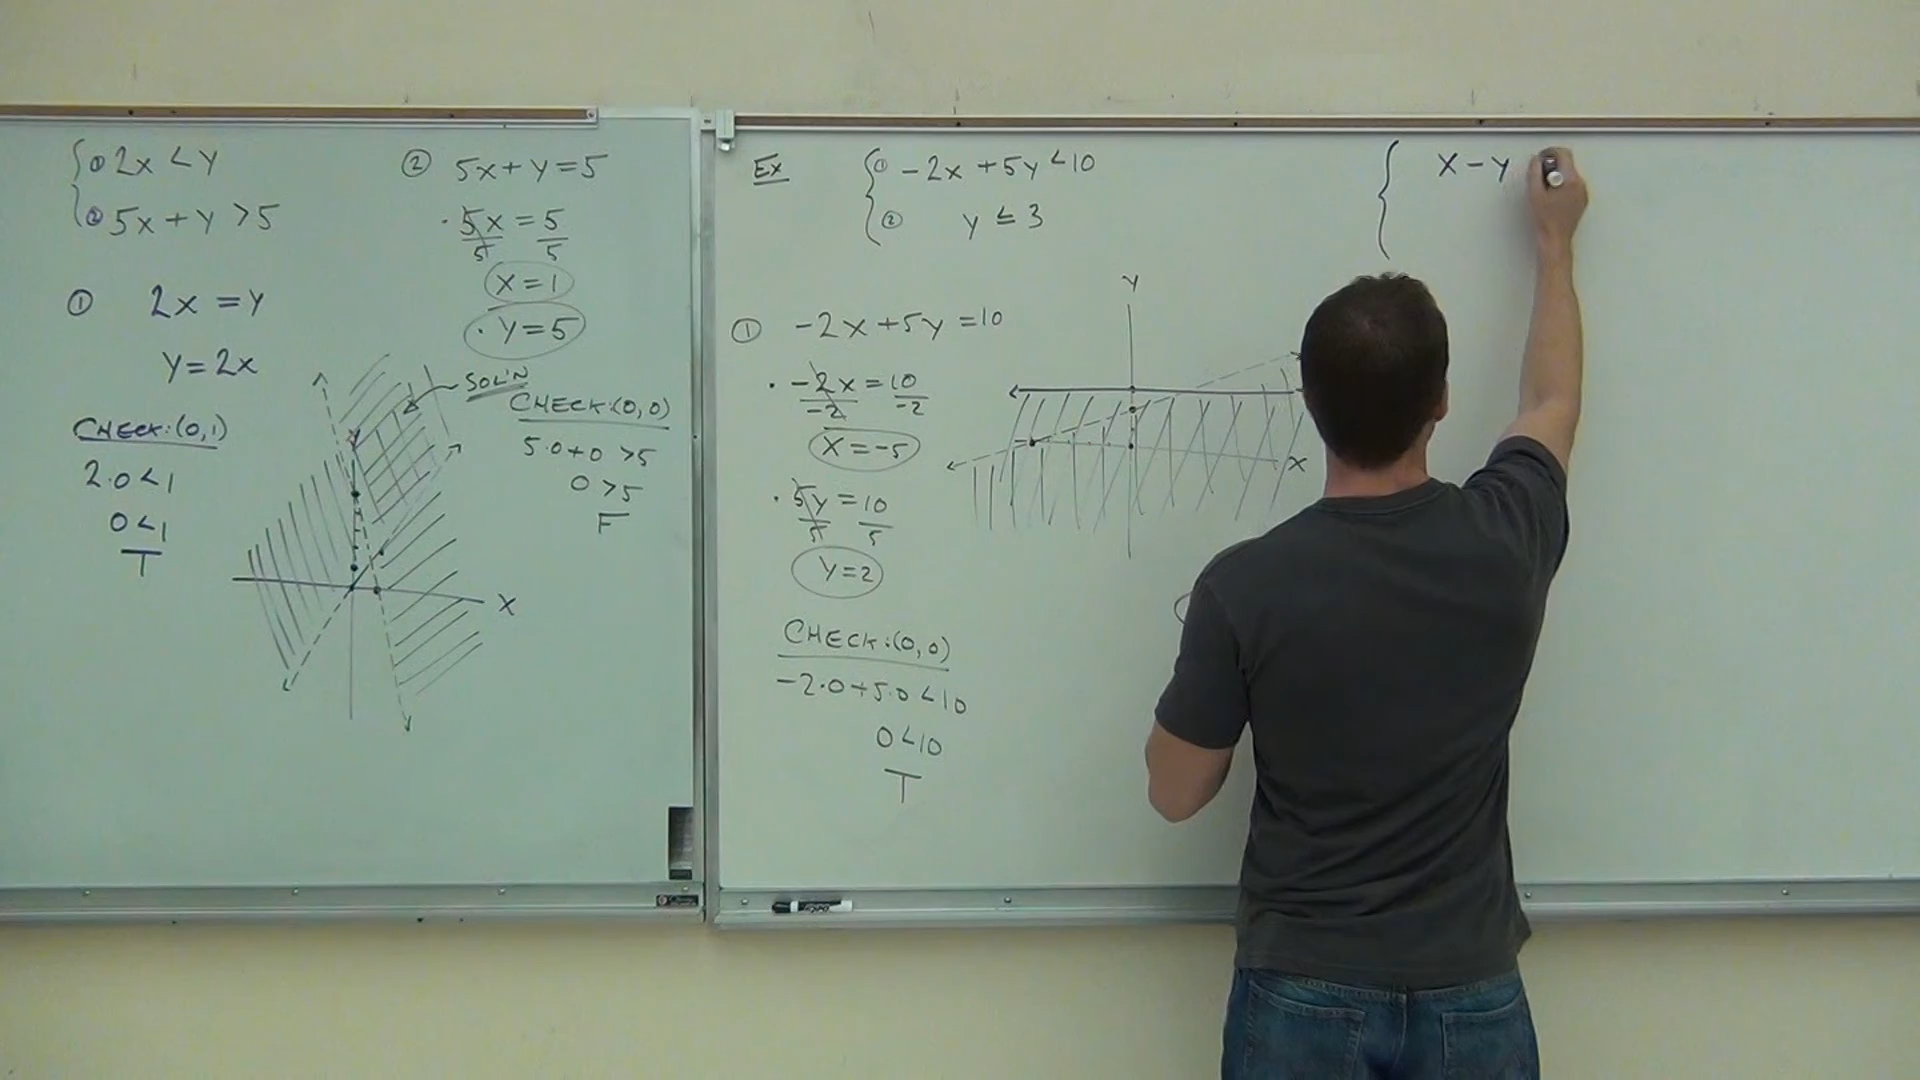 ① 2x < y
② 5x + y > 5
① 2x = y
y = 2x
CHECK: (0,1)
2·0 < 1
0 < 1
T
② 5x + y = 5
· 5x = 5
5 5
x = 1
· y = 5
SOL'N
CHECK: (0,0)
5·0+0 > 5
0 > 5
F
y
x
Ex
① -2x + 5y < 10
② y ≤ 3
① -2x + 5y = 10
· -2x = 10
-2 -2
x = -5
· 5y = 10
5 5
y = 2
CHECK: (0,0)
-2·0 + 5·0 < 10
0 < 10
T
y
x
x - y